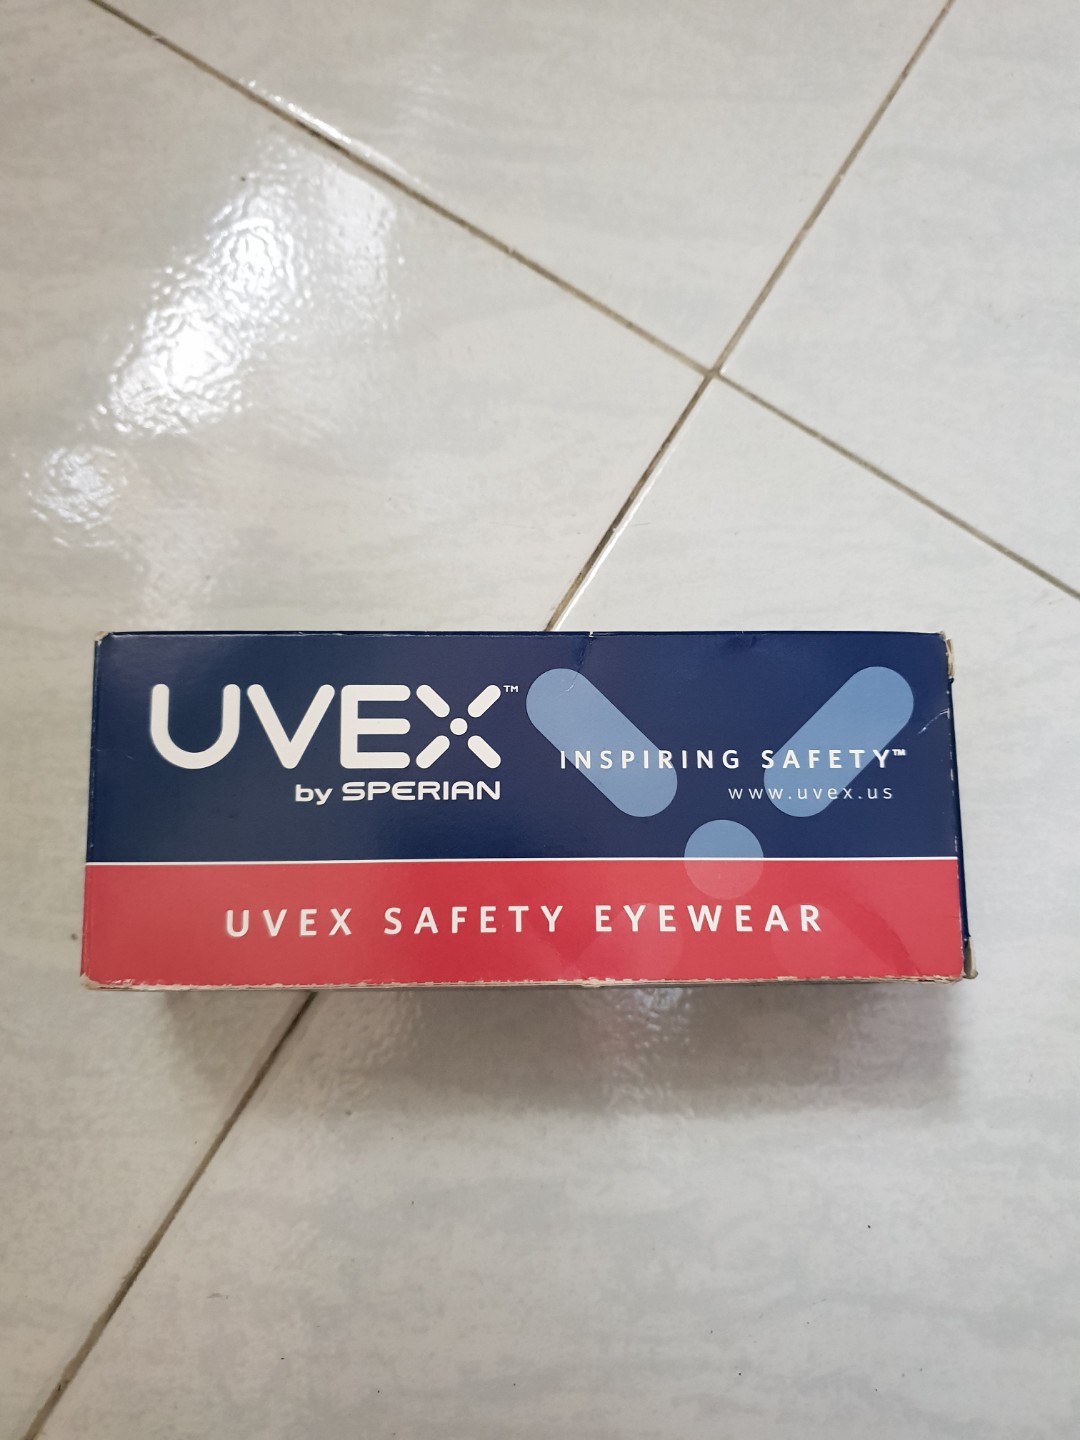 UVEX™
by SPERIAN
INSPIRING SAFETY™
www.uvex.us
UVEX SAFETY EYEWEAR